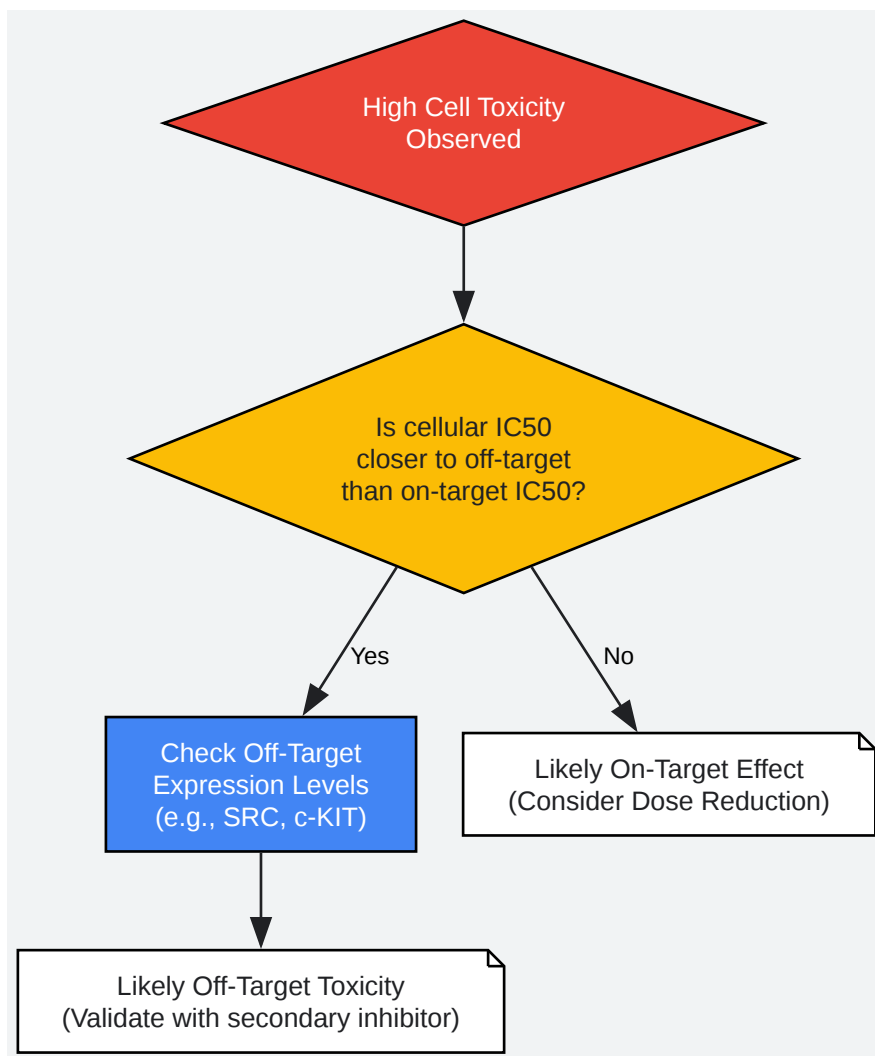 High Cell Toxicity
Observed
Is cellular IC50
closer to off-target
than on-target IC50?
Yes
No
Check Off-Target
Expression Levels
(e.g., SRC, c-KIT)
Likely On-Target Effect
(Consider Dose Reduction)
Likely Off-Target Toxicity
(Validate with secondary inhibitor)